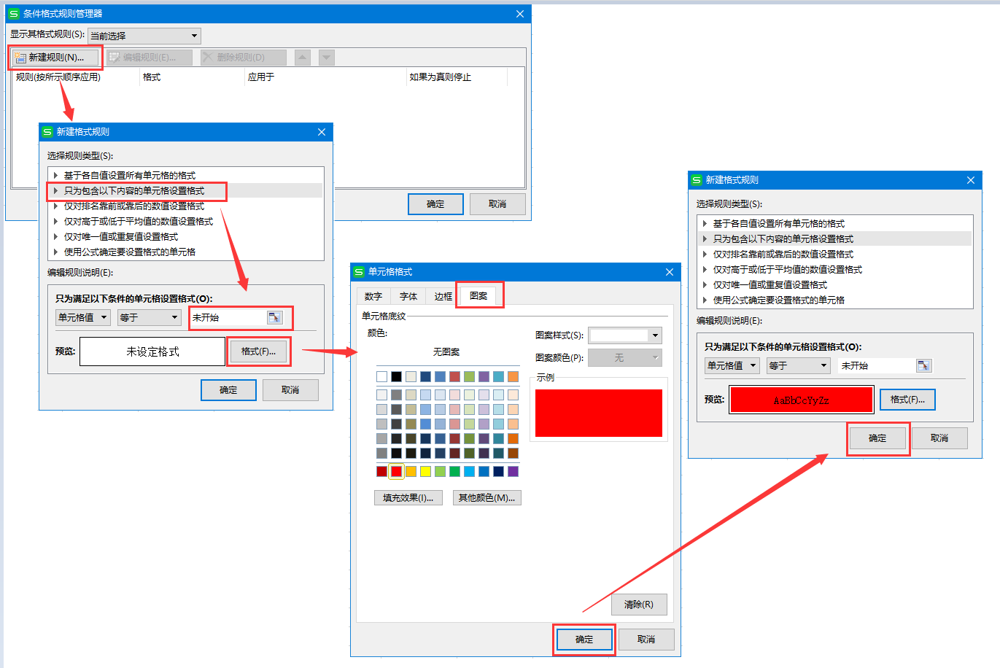 条件格式规则管理器
显示其格式规则(S): 当前选择
新建规则(N)... 编辑规则(E)... 删除规则(D)
规则(按所示顺序应用) 格式 应用于 如果为真则停止
确定 取消
新建格式规则
选择规则类型(S):
基于各自值设置所有单元格的格式
只为包含以下内容的单元格设置格式
仅对排名靠前或靠后的数值设置格式
仅对高于或低于平均值的数值设置格式
仅对唯一值或重复值设置格式
使用公式确定要设置格式的单元格
编辑规则说明(E):
只为满足以下条件的单元格设置格式(O):
单元格值 等于 未开始
预览: 未设定格式 格式(F)...
确定 取消
单元格格式
数字 字体 边框 图案
单元格底纹
颜色:
无图案
图案样式(S):
图案颜色(P): 无
示例
填充效果(I)... 其他颜色(M)...
清除(R)
确定 取消
新建格式规则
选择规则类型(S):
基于各自值设置所有单元格的格式
只为包含以下内容的单元格设置格式
仅对排名靠前或靠后的数值设置格式
仅对高于或低于平均值的数值设置格式
仅对唯一值或重复值设置格式
使用公式确定要设置格式的单元格
编辑规则说明(E):
只为满足以下条件的单元格设置格式(O):
单元格值 等于 未开始
预览: AaBbCcYyZz 格式(F)...
确定 取消